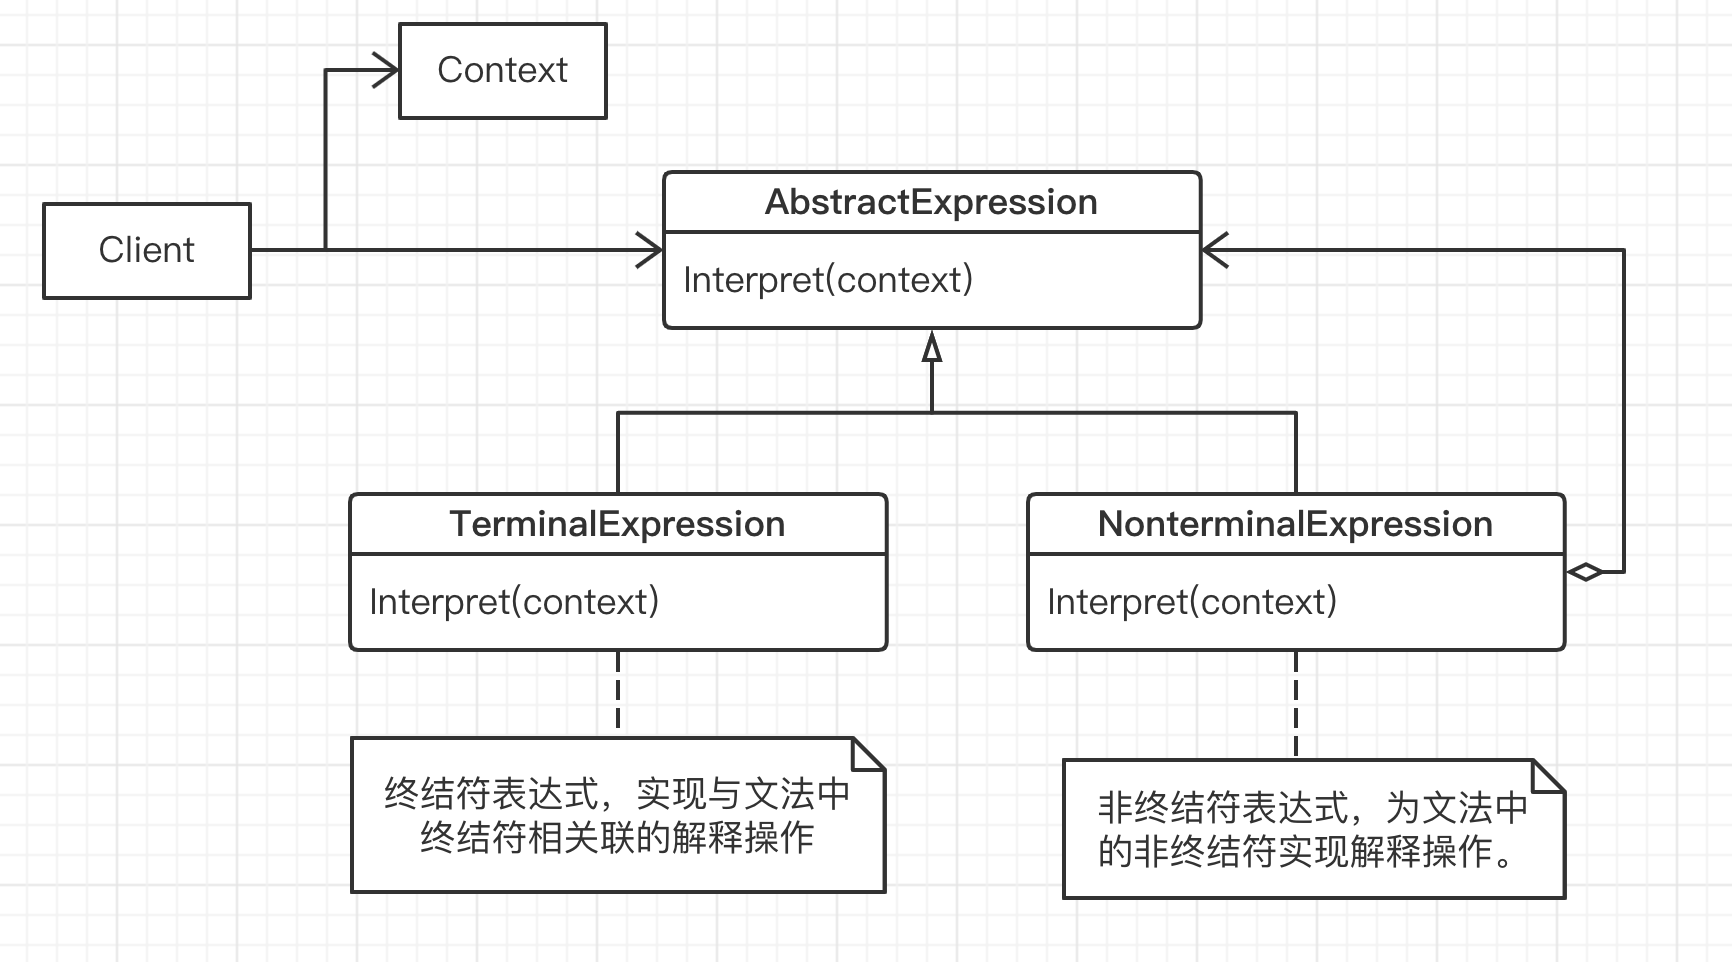 Context
Client
AbstractExpression
Interpret(context)
TerminalExpression
Interpret(context)
NonterminalExpression
Interpret(context)
终结符表达式，实现与文法中
终结符相关联的解释操作
非终结符表达式，为文法中
的非终结符实现解释操作。